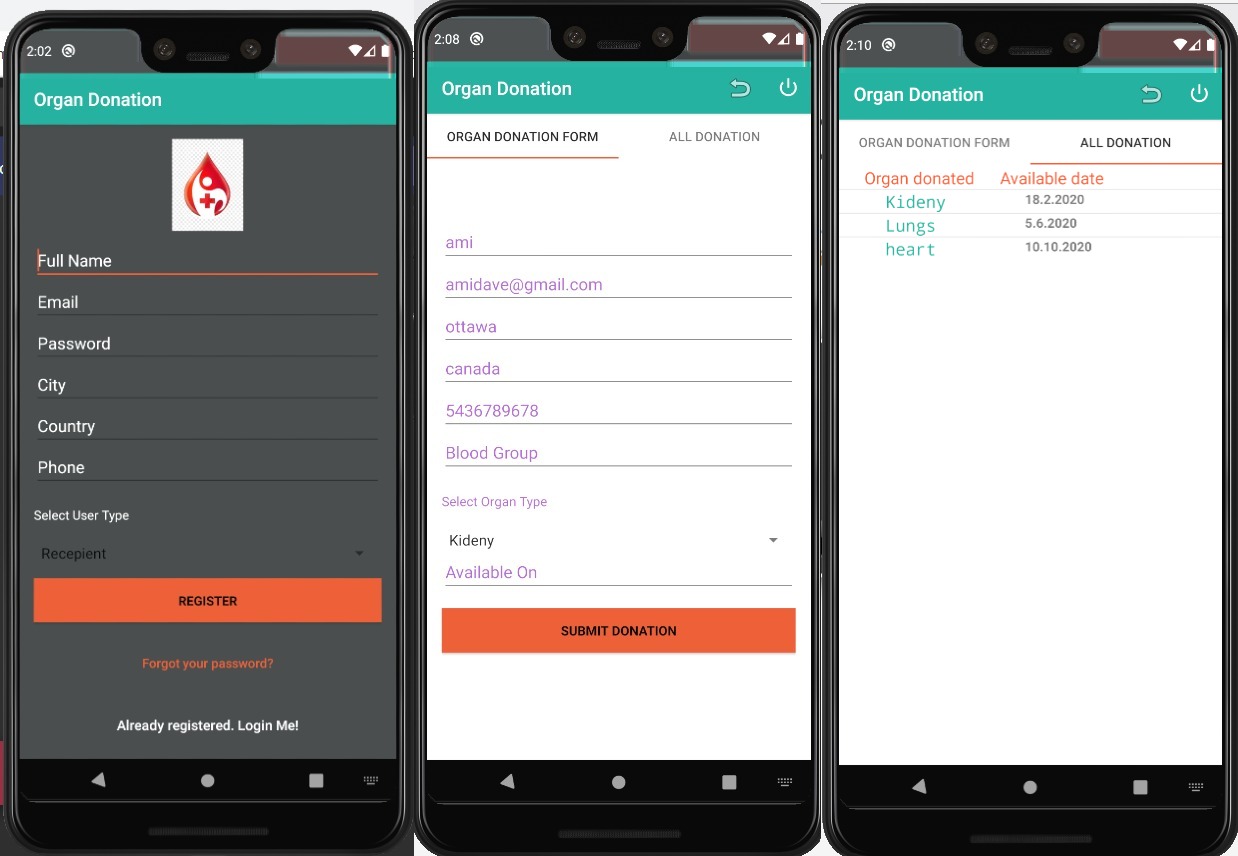 2:02
Organ Donation
Full Name
Email
Password
City
Country
Phone
Select User Type
Recepient
REGISTER
Forgot your password?
Already registered. Login Me!
2:08
Organ Donation
ORGAN DONATION FORM ALL DONATION
ami
amidave@gmail.com
ottawa
canada
5436789678
Blood Group
Select Organ Type
Kideny
Available On
SUBMIT DONATION
2:10
Organ Donation
ORGAN DONATION FORM ALL DONATION
Organ donated Available date
Kideny 18.2.2020
Lungs 5.6.2020
heart 10.10.2020